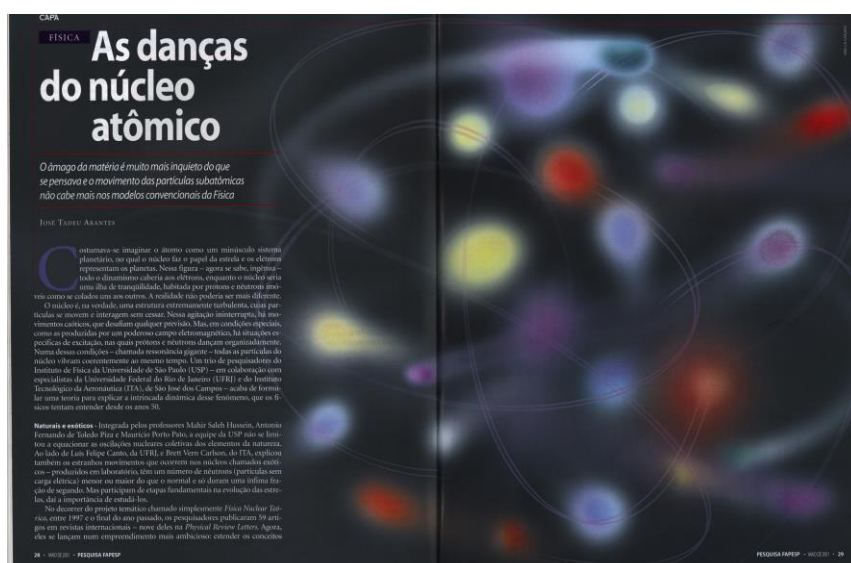 CAPA
FÍSICA
As danças
do núcleo
atômico
O âmago da matéria é muito mais inquieto do que
se pensava e o movimento das partículas subatômicas
não cabe mais nos modelos convencionais da Física
JOSÉ TADEU ARANTES
Costumava-se imaginar o átomo como um minúsculo sistema
planetário, no qual o núcleo faz o papel da estrela e os elétrons
representam os planetas. Nessa figura – agora se sabe, ingênua –
todo o dinamismo caberia aos elétrons, enquanto o núcleo seria
uma ilha de tranqüilidade, habitada por prótons e nêutrons imó-
veis como se colados uns aos outros. A realidade não poderia ser mais diferente.
O núcleo é, na verdade, uma estrutura extremamente turbulenta, cujas par-
tículas se movem e interagem sem cessar. Nessa agitação ininterrupta, há mo-
vimentos caóticos, que desafiam qualquer previsão. Mas, em condições especiais,
como as produzidas por um poderoso campo eletromagnético, há situações es-
pecíficas de excitação, nas quais prótons e nêutrons dançam organizadamente.
Numa dessas condições – chamada ressonância gigante – todas as partículas do
núcleo vibram coerentemente ao mesmo tempo. Um trio de pesquisadores do
Instituto de Física da Universidade de São Paulo (USP) – em colaboração com
especialistas da Universidade Federal do Rio de Janeiro (UFRJ) e do Instituto
Tecnológico da Aeronáutica (ITA), de São José dos Campos – acaba de formu-
lar uma teoria para explicar a intrincada dinâmica desse fenômeno, que os fí-
sicos tentam entender desde os anos 50.
Naturais e exóticos - Integrada pelos professores Mahir Saleh Hussein, Antonio
Fernando de Toledo Piza e Mauricio Porto Pato, a equipe da USP não se limi-
tou a equacionar as oscilações nucleares coletivas dos elementos da natureza.
Ao lado de Luis Felipe Canto, da UFRJ, e Brett Vern Carlson, do ITA, explicou
também os estranhos movimentos que ocorrem nos núcleos chamados exóti-
cos – produzidos em laboratório, têm um número de nêutrons (partículas sem
carga elétrica) menor ou maior do que o normal e só duram uma ínfima fra-
ção de segundo. Mas participam de etapas fundamentais na evolução das estre-
las, daí a importância de estudá-los.
No decorrer do projeto temático chamado simplesmente Física Nuclear Teó-
rica, entre 1997 e o final do ano passado, os pesquisadores publicaram 59 arti-
gos em revistas internacionais – nove deles na Physical Review Letters. Agora,
eles se lançam num empreendimento mais ambicioso: entender os conceitos
28 • MAIO DE 2001 • PESQUISA FAPESP
PESQUISA FAPESP • MAIO DE 2001 • 29